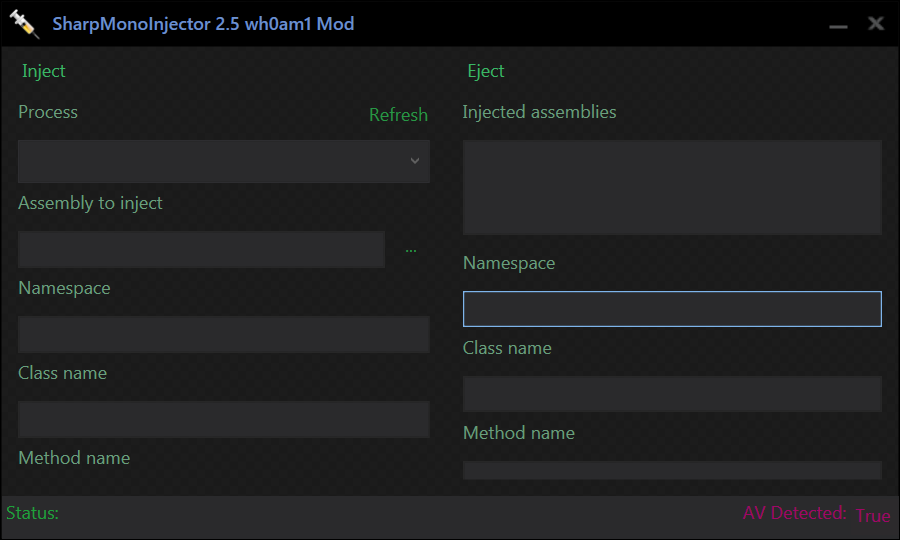 SharpMonoInjector 2.5 wh0am1 Mod
Inject
Process
Refresh
Assembly to inject
...
Namespace
Class name
Method name
Eject
Injected assemblies
Namespace
Class name
Method name
Status:
AV Detected: True